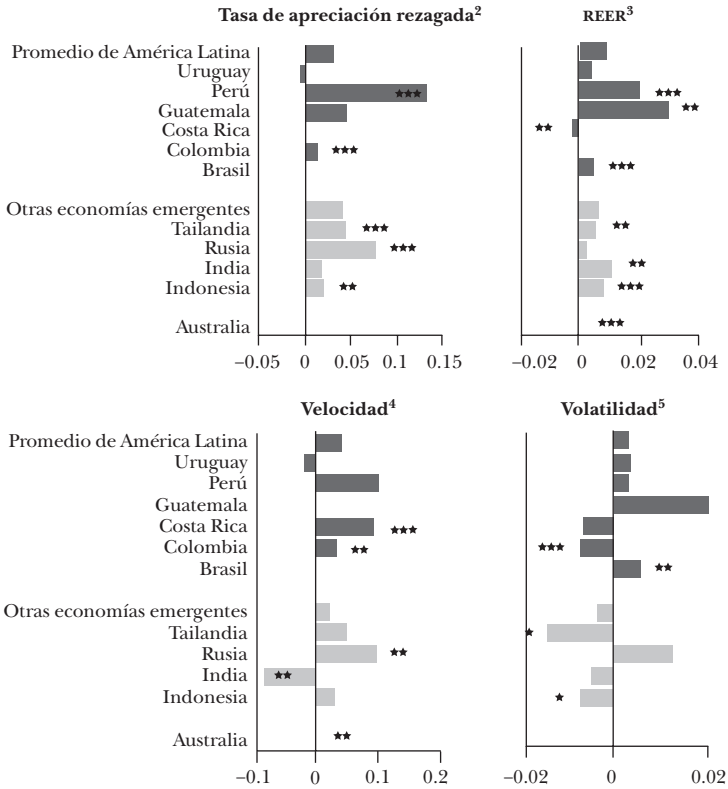 Tasa de apreciación rezagada²
REER³
Promedio de América Latina
Uruguay
Perú
★★★
★★★
Guatemala
★★
Costa Rica
★★
Colombia
★★★
Brasil
★★★
Otras economías emergentes
Tailandia
★★★
★★
Rusia
★★★
India
★★
Indonesia
★★
★★★
Australia
★★★
−0.05 0 0.05 0.1 0.15
−0.02 0 0.02 0.04
Velocidad⁴
Volatilidad⁵
Promedio de América Latina
Uruguay
Perú
Guatemala
Costa Rica
★★★
Colombia
★★
★★★
Brasil
★★
Otras economías emergentes
Tailandia
★
Rusia
★★
India
★★
Indonesia
★
Australia
★★
−0.1 0 0.1 0.2
−0.02 0 0.02